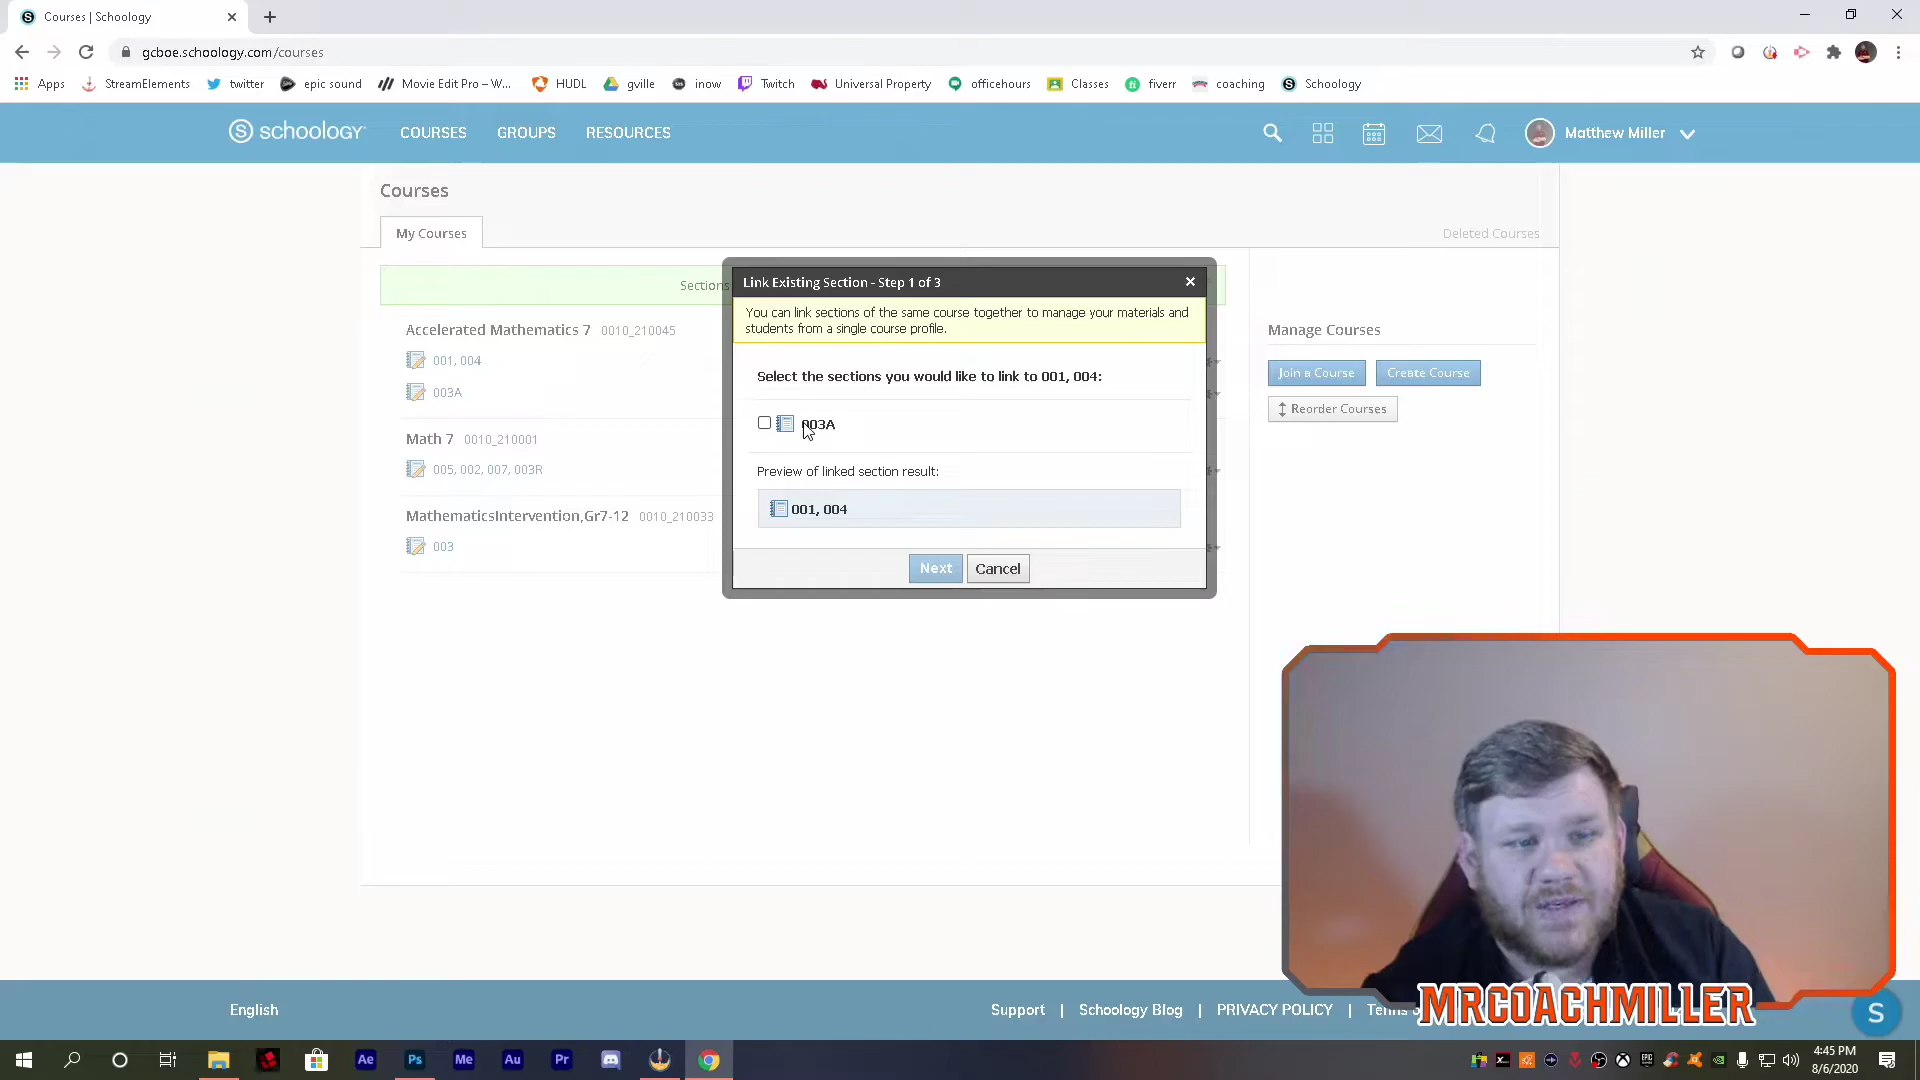 Courses | Schoology
gcboe.schoology.com/courses
Apps StreamElements twitter epic sound Movie Edit Pro – W... HUDL gville inow Twitch Universal Property officehours Classes fiverr coaching Schoology
schoology COURSES GROUPS RESOURCES Matthew Miller
Courses
My Courses Deleted Courses
Sections
Accelerated Mathematics 7 0010_210045
001, 004
003A
Math 7 0010_210001
005, 002, 007, 003R
MathematicsIntervention,Gr7-12 0010_210033
003
Link Existing Section - Step 1 of 3
You can link sections of the same course together to manage your materials and
students from a single course profile.
Select the sections you would like to link to 001, 004:
003A
Preview of linked section result:
001, 004
Next Cancel
Manage Courses
Join a Course Create Course
Reorder Courses
English Support | Schoology Blog | PRIVACY POLICY | Terms
MRCOACHMILLER
S
Ae Ps Me Au Pr
4:45 PM
8/6/2020